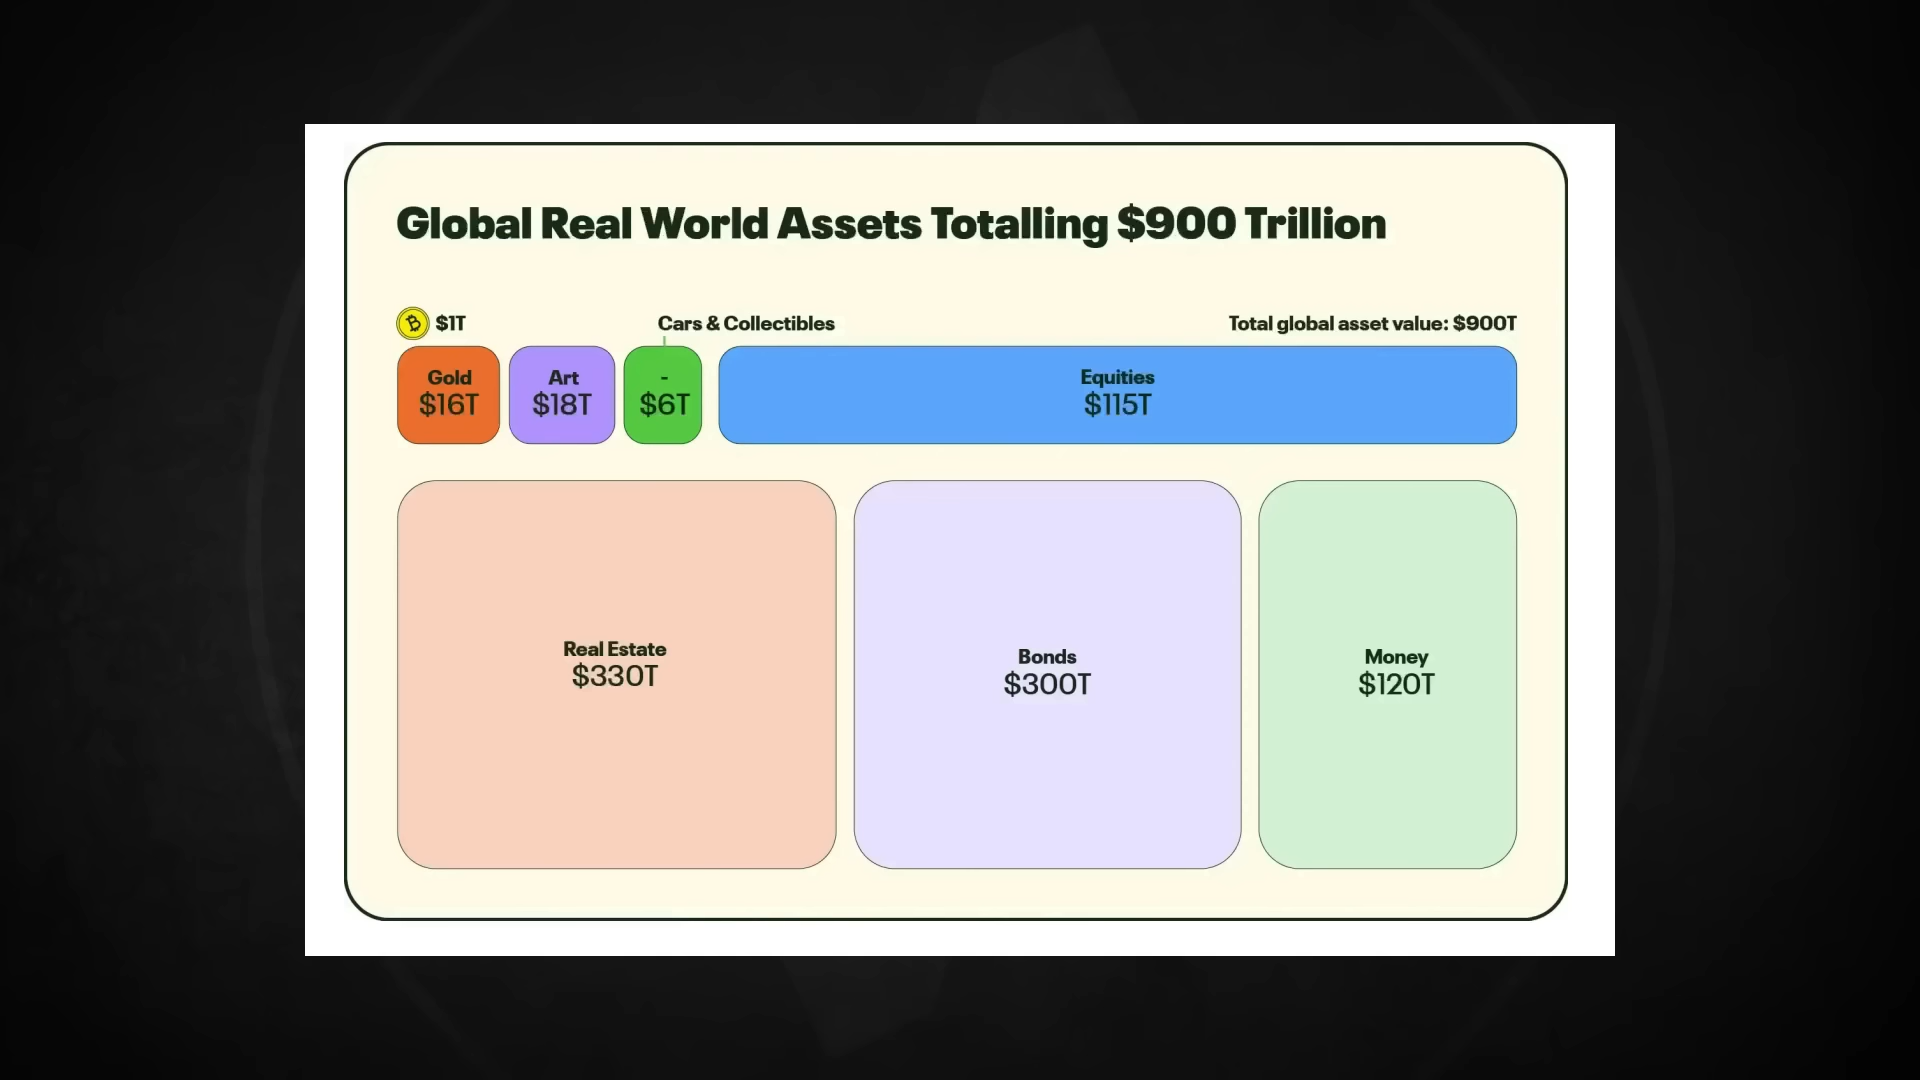 Global Real World Assets Totalling $900 Trillion
$1T
Cars & Collectibles
Total global asset value: $900T
Gold
$16T
Art
$18T
-
$6T
Equities
$115T
Real Estate
$330T
Bonds
$300T
Money
$120T